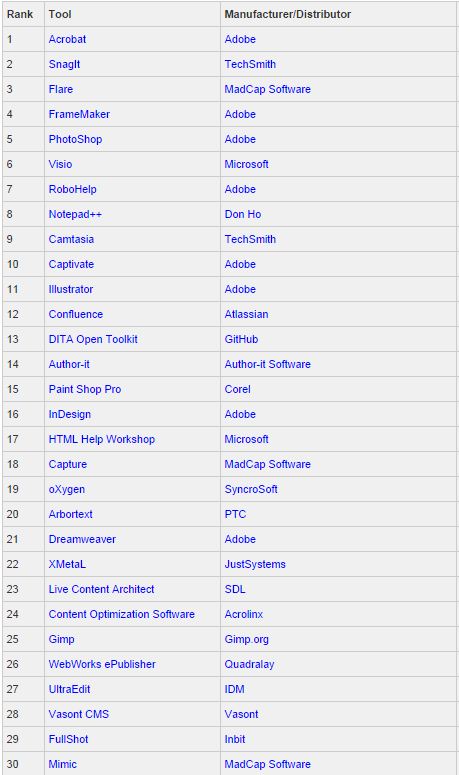 Rank Tool Manufacturer/Distributor
1 Acrobat Adobe
2 SnagIt TechSmith
3 Flare MadCap Software
4 FrameMaker Adobe
5 PhotoShop Adobe
6 Visio Microsoft
7 RoboHelp Adobe
8 Notepad++ Don Ho
9 Camtasia TechSmith
10 Captivate Adobe
11 Illustrator Adobe
12 Confluence Atlassian
13 DITA Open Toolkit GitHub
14 Author-it Author-it Software
15 Paint Shop Pro Corel
16 InDesign Adobe
17 HTML Help Workshop Microsoft
18 Capture MadCap Software
19 oXygen SyncroSoft
20 Arbortext PTC
21 Dreamweaver Adobe
22 XMetaL JustSystems
23 Live Content Architect SDL
24 Content Optimization Software Acrolinx
25 Gimp Gimp.org
26 WebWorks ePublisher Quadralay
27 UltraEdit IDM
28 Vasont CMS Vasont
29 FullShot Inbit
30 Mimic MadCap Software